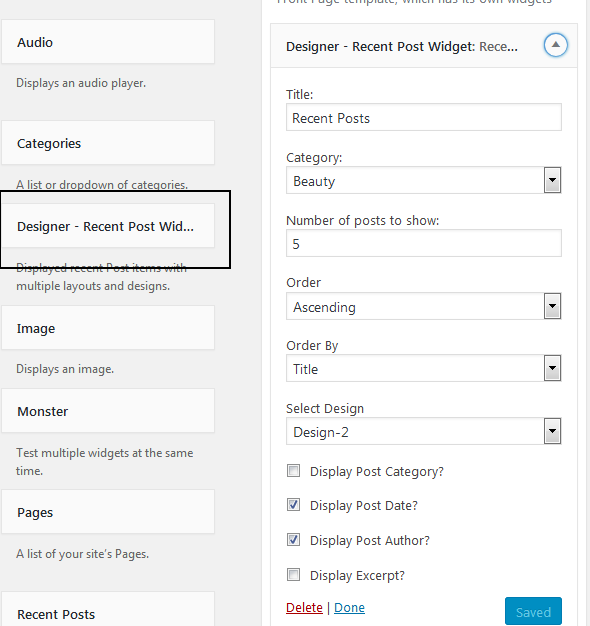 Audio
Displays an audio player.
Categories
A list or dropdown of categories.
Designer - Recent Post Wid...
Displayed recent Post items with
multiple layouts and designs.
Image
Displays an image.
Monster
Test multiple widgets at the same
time.
Pages
A list of your site's Pages.
Recent Posts
Front Page template, which has its own widgets
Designer - Recent Post Widget: Rece...
Title:
Recent Posts
Category:
Beauty
Number of posts to show:
5
Order
Ascending
Order By
Title
Select Design
Design-2
Display Post Category?
Display Post Date?
Display Post Author?
Display Excerpt?
Delete | Done
Saved